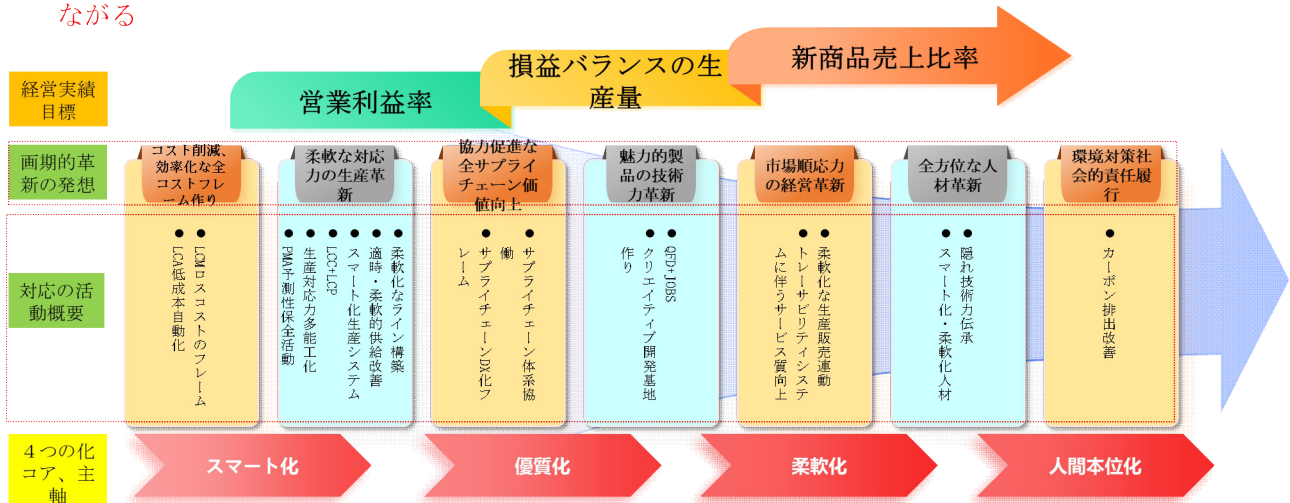 ながる
経営実績
目標
営業利益率
損益バランスの生
産量
新商品売上比率
画期的革
新の発想
コスト削減、
効率化な全
コストフレ
ーム作り
柔軟な対応
力の生産革
新
協力促進な
全サプライ
チェーン価
値向上
魅力的製
品の技術
力革新
市場順応力
の経営革新
全方位な人
材革新
環境対策社
会的責任履
行
対応の活
動概要
● LCMロスコストのフレーム
● LCA低成本自動化
● 柔軟化なライン構築
● 適時・柔軟的供給改善
● スマート化生産システム
● LCC+LCP
● 生産対応力多能工化
● PMA予測性保全活動
● サプライチェーン体系協
働
● サプライチェーンDX化フ
レーム
● QFD+JOBS
● クリエイティブ開発基地
作り
● 柔軟化な生産販売連動
● トレーサビリティシステ
ムに伴うサービス質向上
● 隠れ技術力伝承
● スマート化・柔軟化人材
● カーボン排出改善
４つの化
コア、主
軸
スマート化
優質化
柔軟化
人間本位化